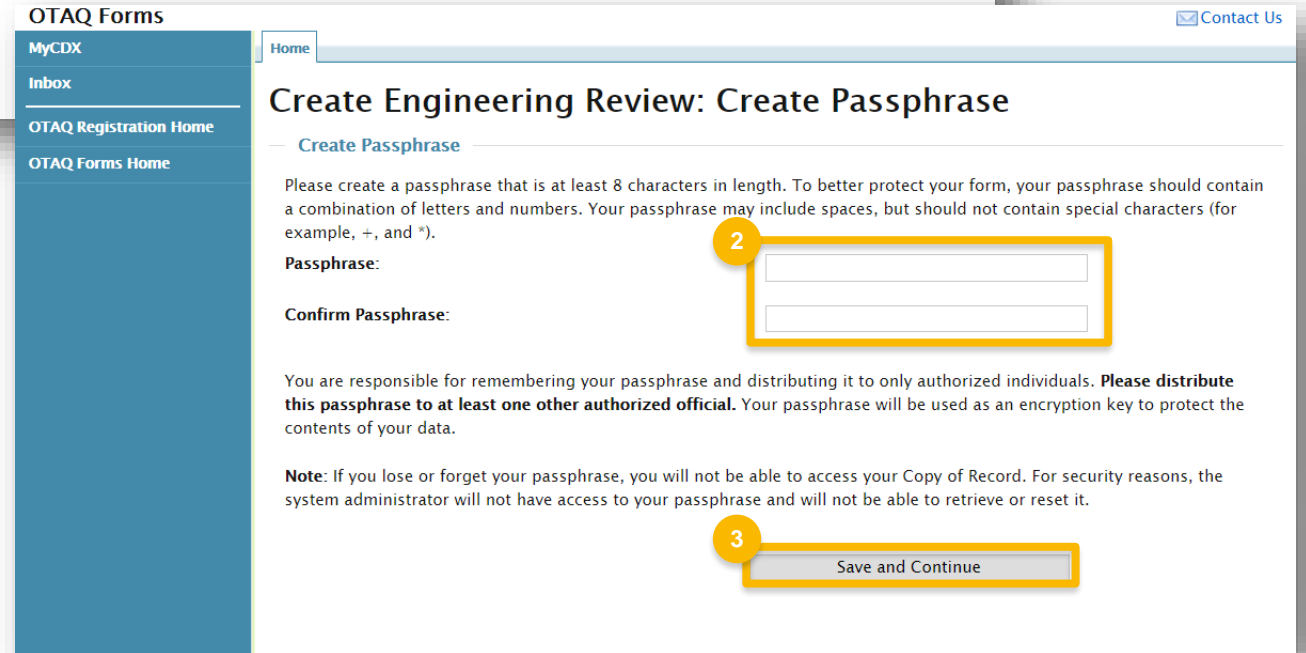 OTAQ Forms
Contact Us
MyCDX
Home
Inbox
OTAQ Registration Home
OTAQ Forms Home
Create Engineering Review: Create Passphrase
Create Passphrase
Please create a passphrase that is at least 8 characters in length. To better protect your form, your passphrase should contain
a combination of letters and numbers. Your passphrase may include spaces, but should not contain special characters (for
example, +, and *).
2
Passphrase:
Confirm Passphrase:
You are responsible for remembering your passphrase and distributing it to only authorized individuals. Please distribute
this passphrase to at least one other authorized official. Your passphrase will be used as an encryption key to protect the
contents of your data.
Note: If you lose or forget your passphrase, you will not be able to access your Copy of Record. For security reasons, the
system administrator will not have access to your passphrase and will not be able to retrieve or reset it.
3
Save and Continue